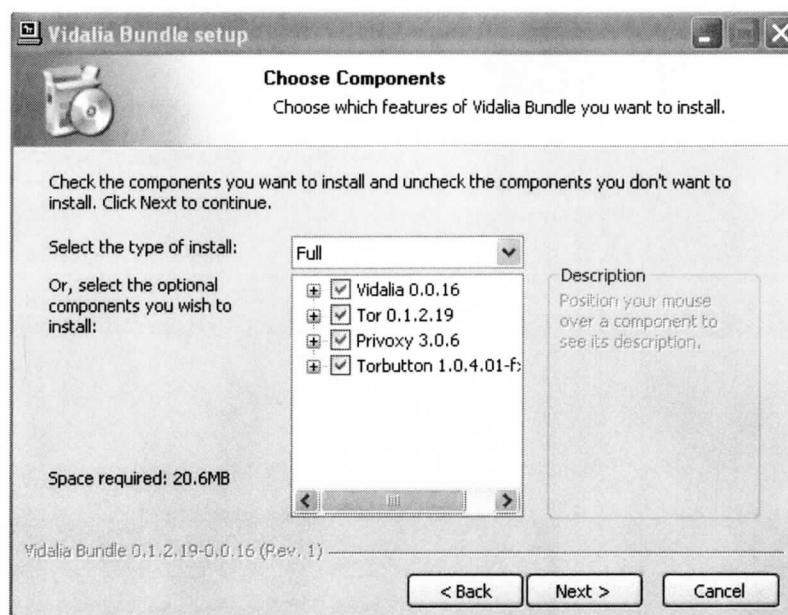 Vidalia Bundle setup
Choose Components
Choose which features of Vidalia Bundle you want to install.
Check the components you want to install and uncheck the components you don't want to
install. Click Next to continue.
Select the type of install:
Full
Or, select the optional
components you wish to
install:
Vidalia 0.0.16
Tor 0.1.2.19
Privoxy 3.0.6
Torbutton 1.0.4.01-fx
Description
Position your mouse
over a component to
see its description.
Space required: 20.6MB
Vidalia Bundle 0.1.2.19-0.0.16 (Rev. 1)
< Back
Next >
Cancel